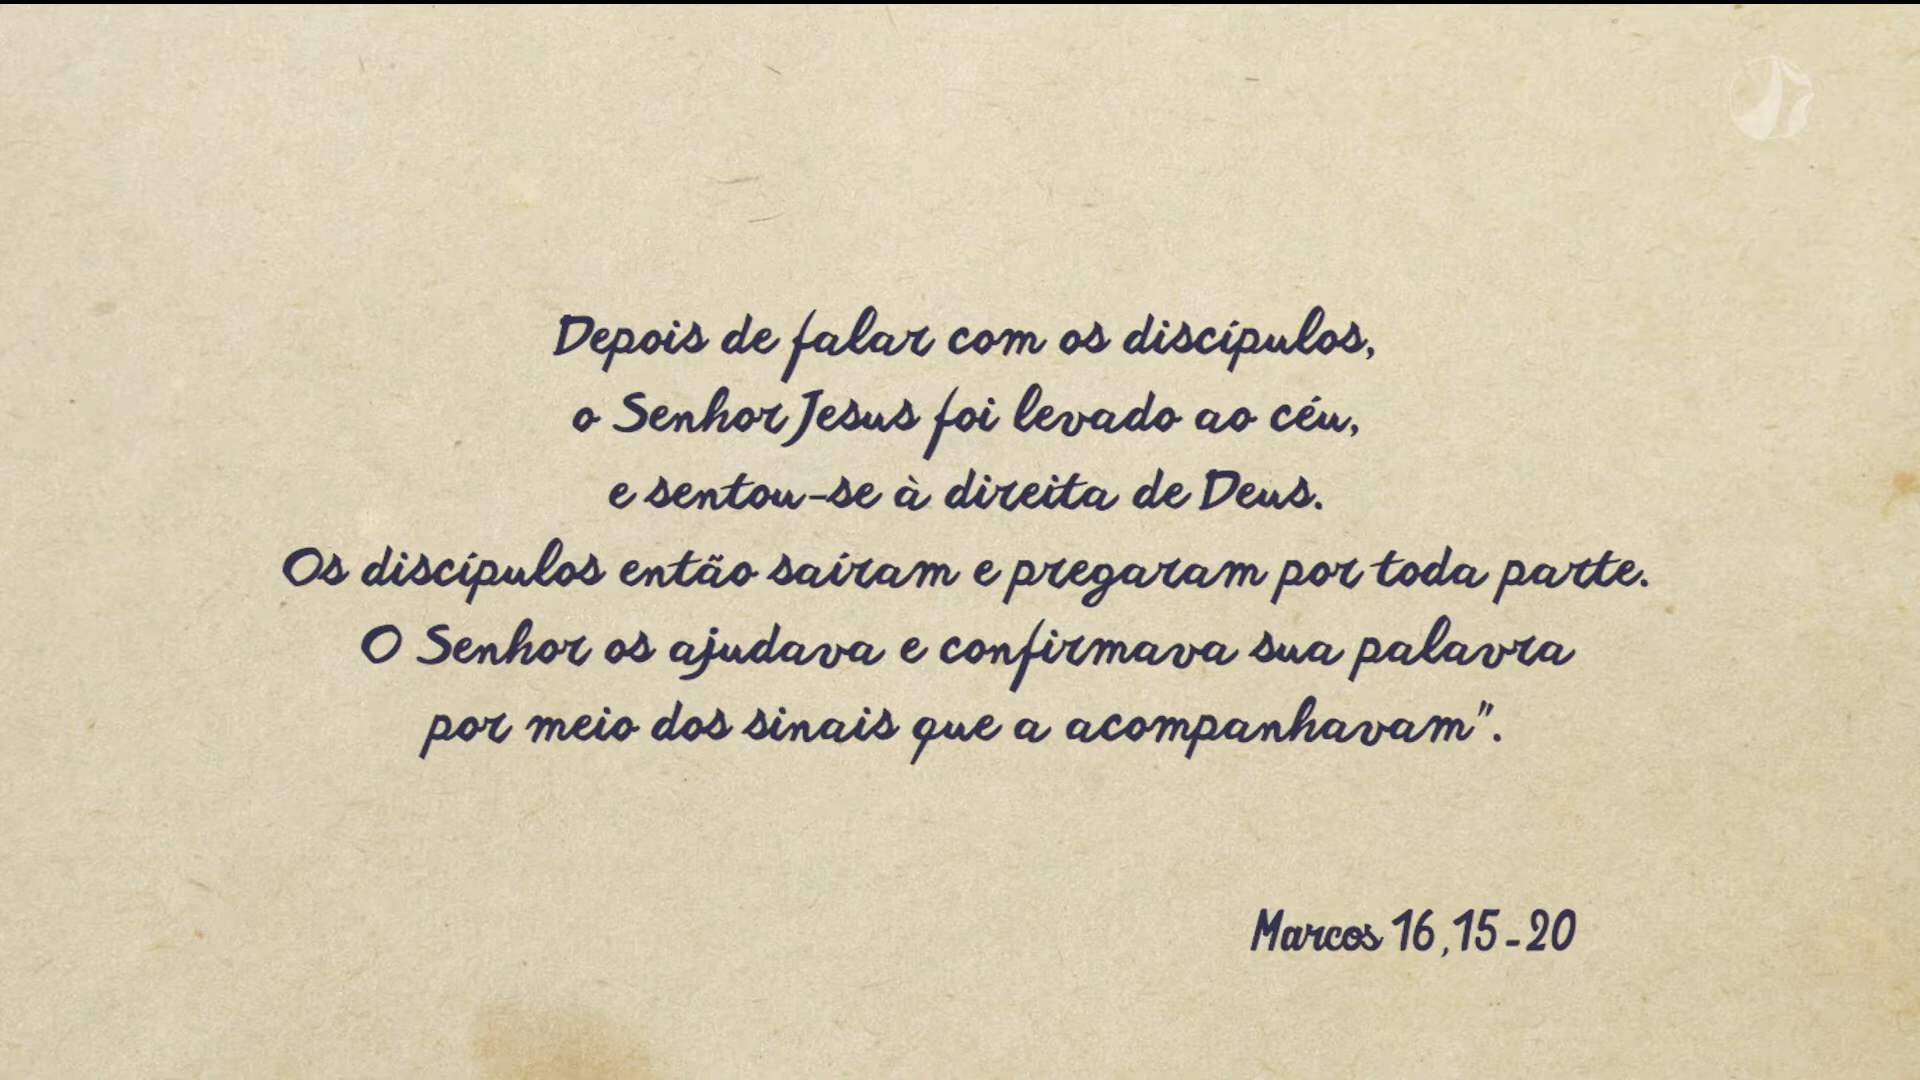 Depois de falar com os discípulos,
o Senhor Jesus foi levado ao céu,
e sentou-se à direita de Deus.
Os discípulos então saíram e pregaram por toda parte.
O Senhor os ajudava e confirmava sua palavra
por meio dos sinais que a acompanhavam".
Marcos 16,15-20